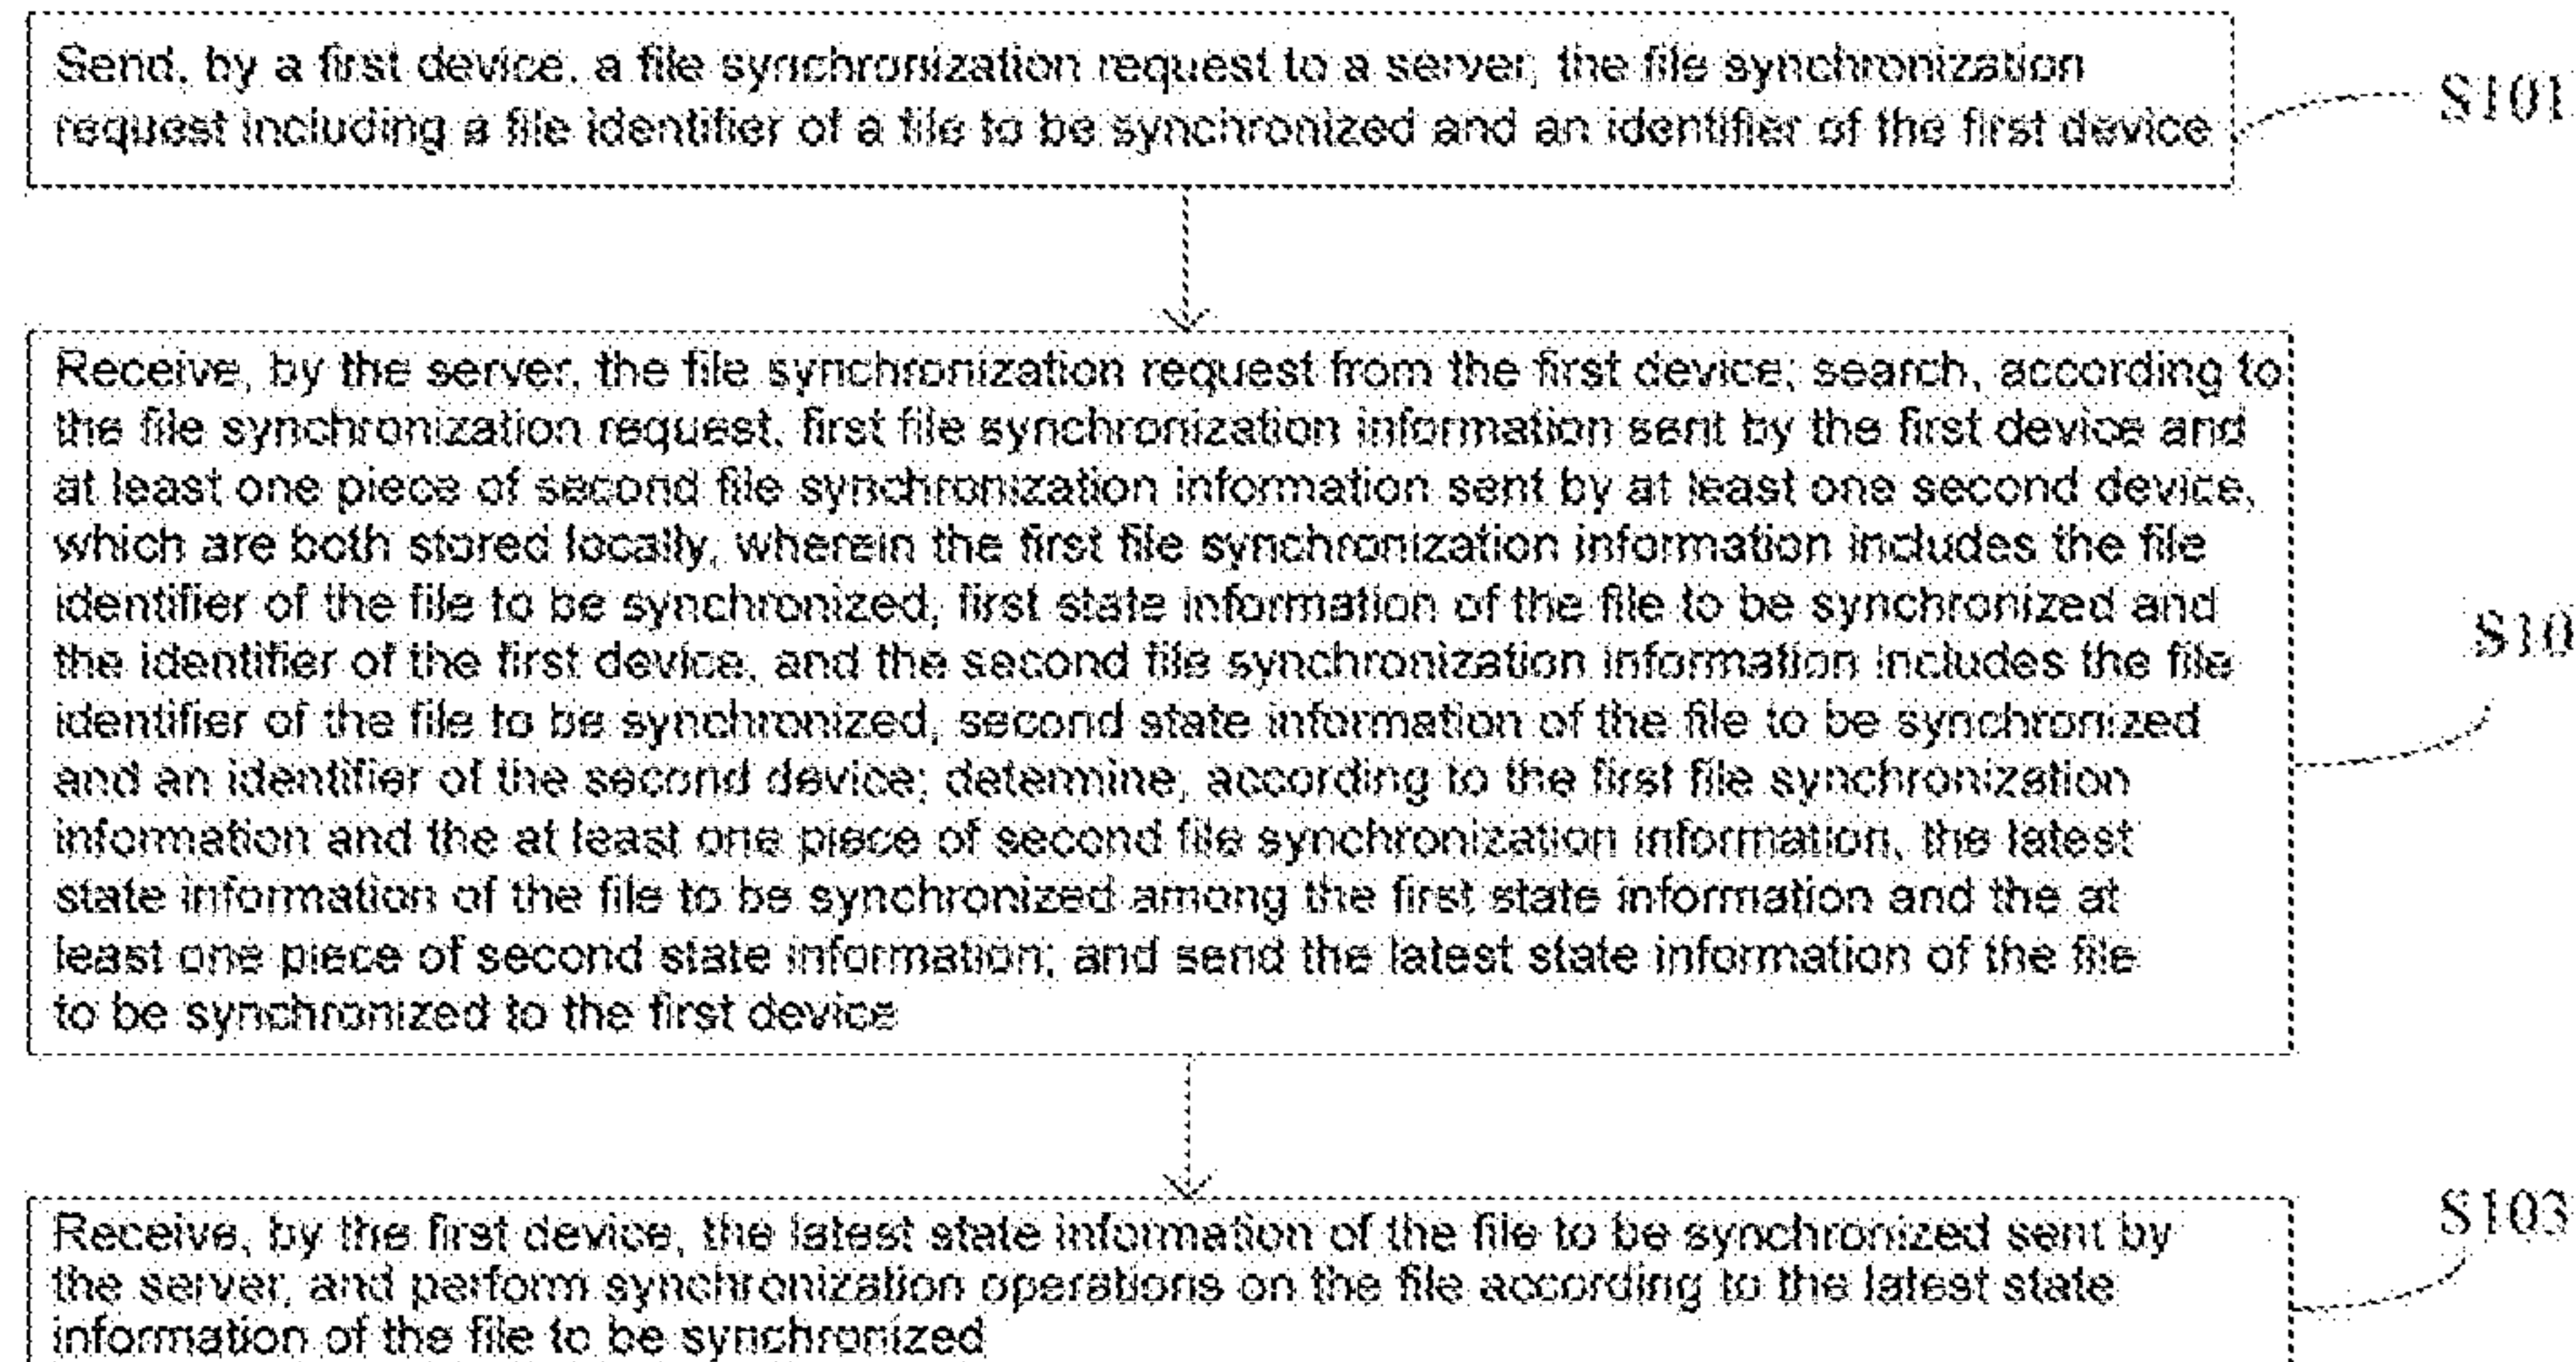 Send, by a first device, a file synchronization request to a server, the file synchronization
request including a file identifier of a file to be synchronized and an identifier of the first device
S101
Receive, by the server, the file synchronization request from the first device; search, according to
the file synchronization request, first file synchronization information sent by the first device and
at least one piece of second file synchronization information sent by at least one second device,
which are both stored locally, wherein the first file synchronization information includes the file
identifier of the file to be synchronized, first state information of the file to be synchronized and
the identifier of the first device, and the second file synchronization information includes the file
identifier of the file to be synchronized, second state information of the file to be synchronized
and an identifier of the second device; determine, according to the first file synchronization
information and the at least one piece of second file synchronization information, the latest
state information of the file to be synchronized among the first state information and the at
least one piece of second state information; and send the latest state information of the file
to be synchronized to the first device
S10
Receive, by the first device, the latest state information of the file to be synchronized sent by
the server, and perform synchronization operations on the file according to the latest state
information of the file to be synchronized
S103